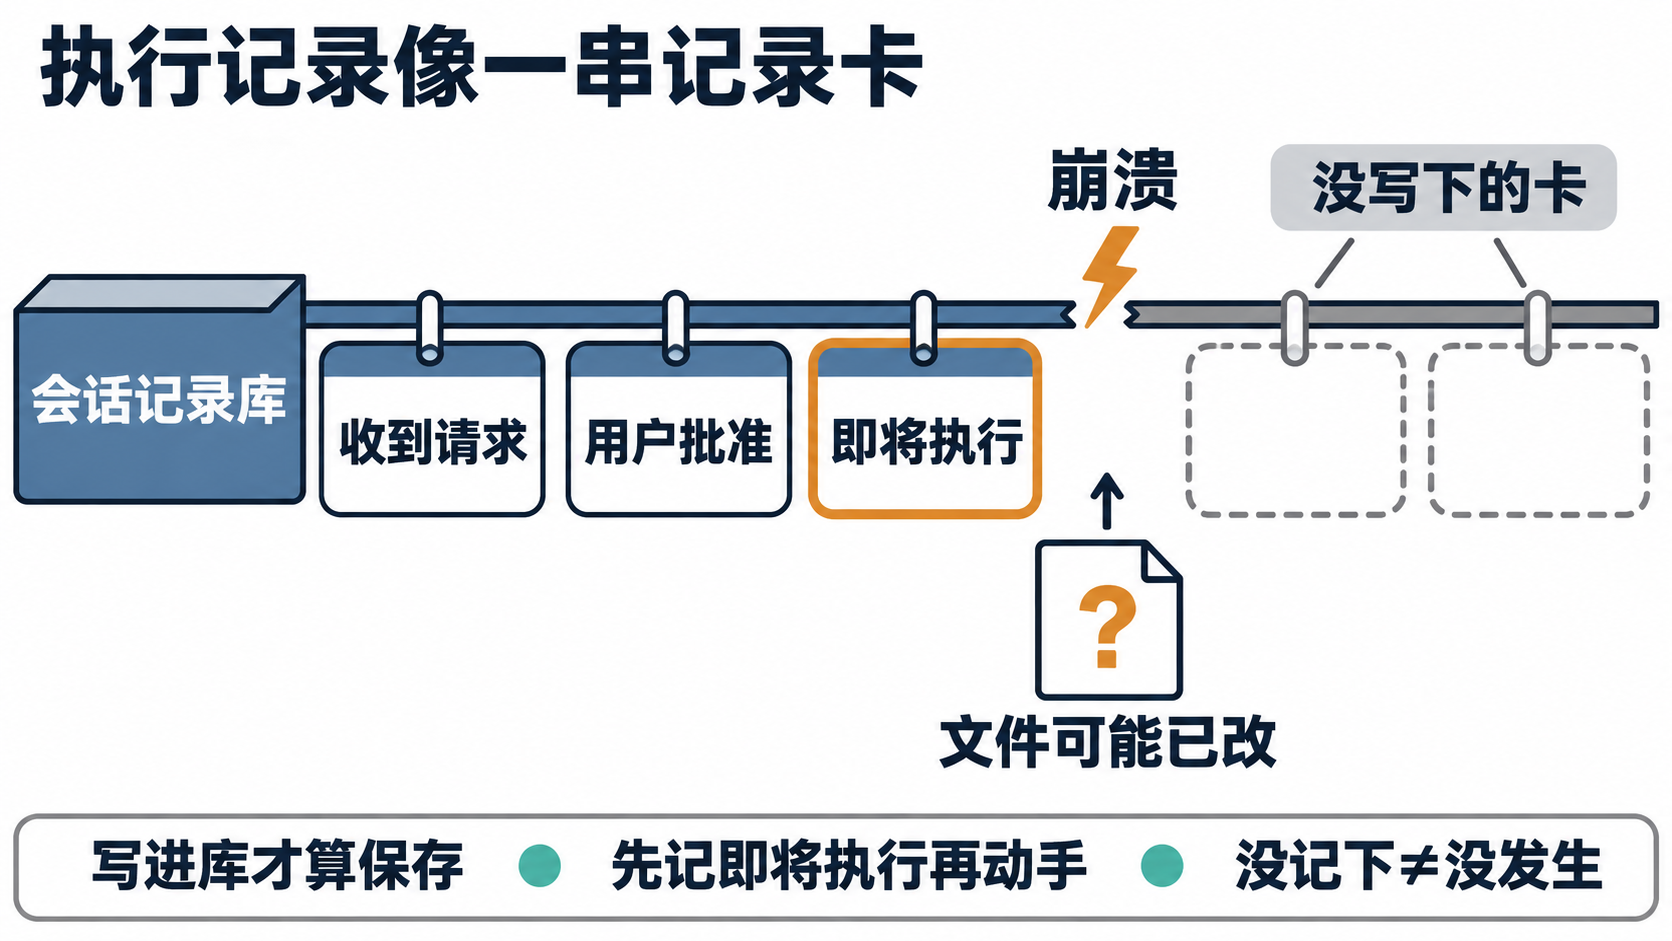 执行记录像一串记录卡
崩溃
没写下的卡
会话记录库
收到请求
用户批准
即将执行
?
文件可能已改
写进库才算保存 ● 先记即将执行再动手 ● 没记下≠没发生